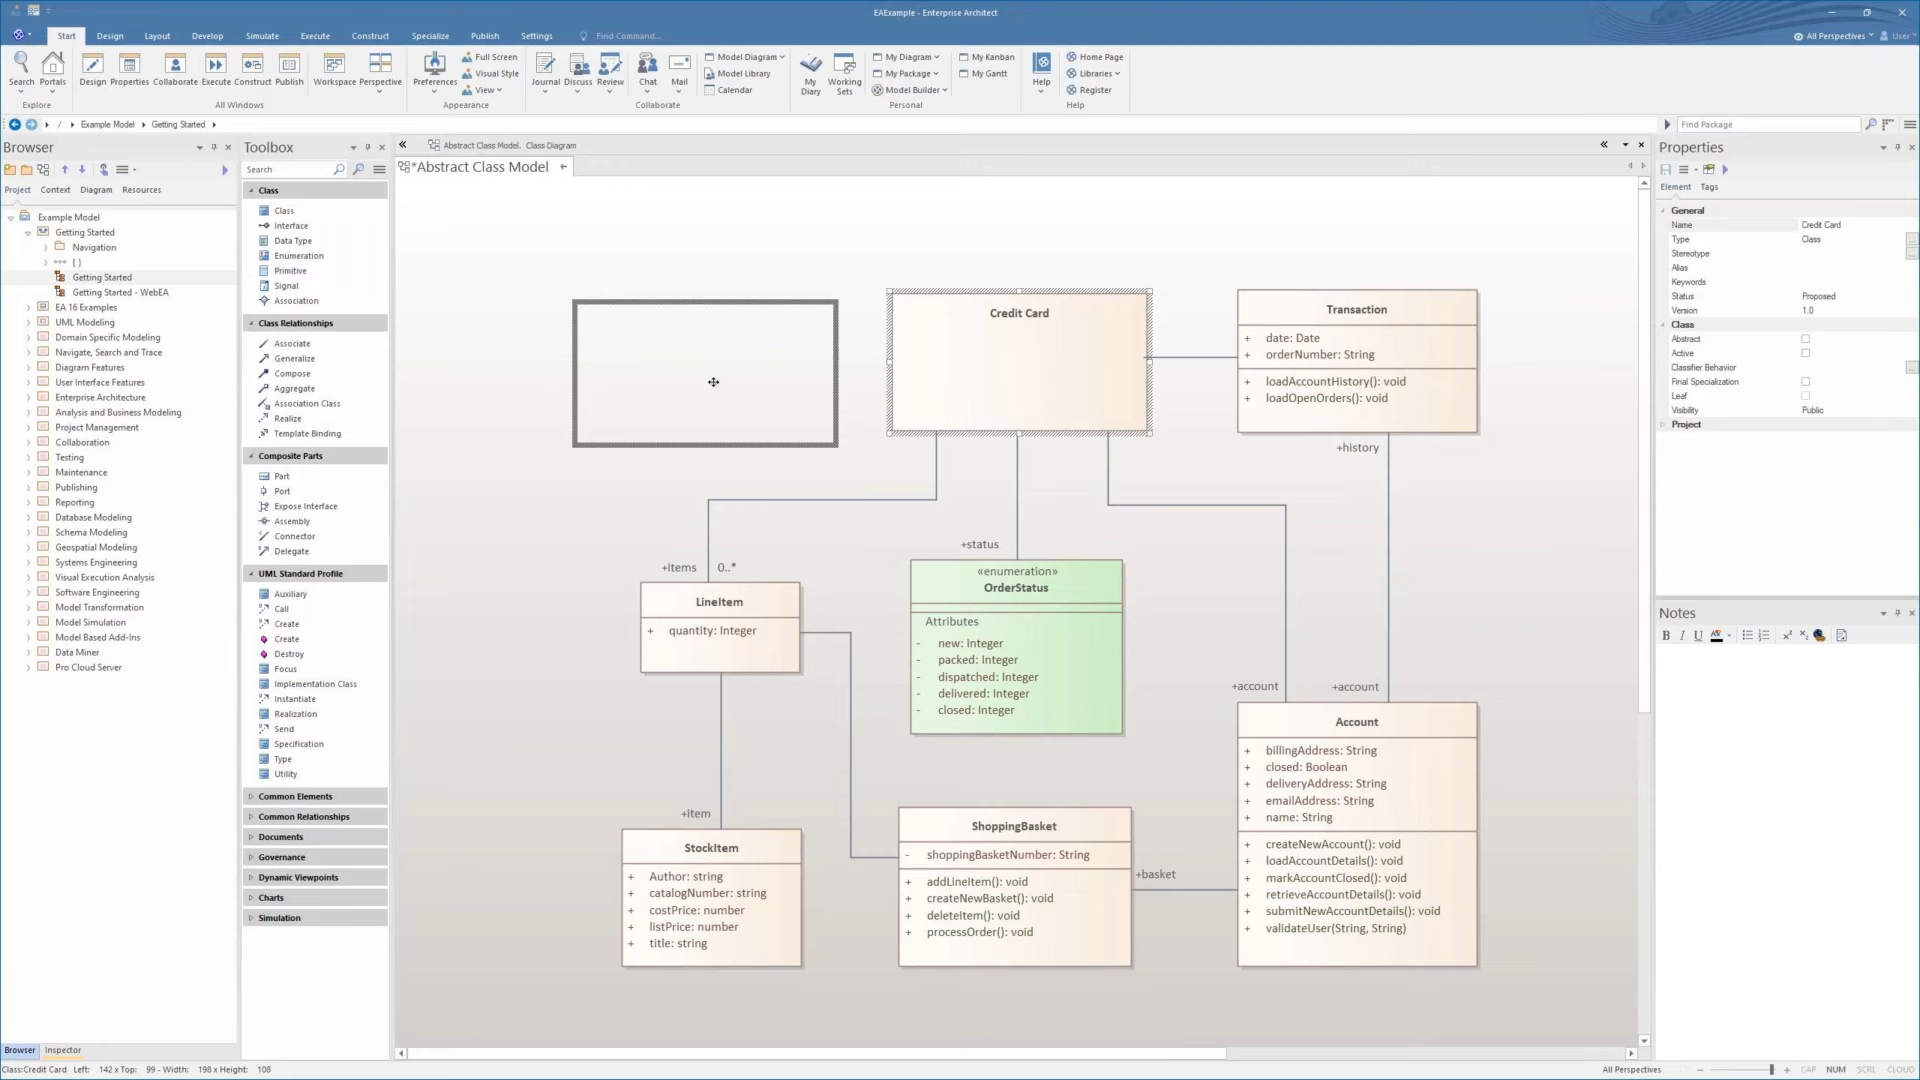 EAExample - Enterprise Architect
Start Design Layout Develop Simulate Execute Construct Specialize Publish Settings Find Command...
All Perspectives User
Search Portals
Explore
Design Properties Collaborate Execute Construct Publish
Workspace Perspective
All Windows
Preferences
Full Screen
Visual Style
View
Appearance
Journal Discuss Review
Chat Mail
Model Diagram
Model Library
Calendar
Collaborate
My Diary
Working Sets
My Diagram
My Package
Model Builder
My Kanban
My Gantt
Personal
Help
Home Page
Libraries
Register
Help
/ Example Model Getting Started
Find Package
Browser
Project Context Diagram Resources
Example Model
Getting Started
Navigation
{ }
Getting Started
Getting Started - WebEA
EA 16 Examples
UML Modeling
Domain Specific Modeling
Navigate, Search and Trace
Diagram Features
User Interface Features
Enterprise Architecture
Analysis and Business Modeling
Project Management
Collaboration
Testing
Maintenance
Publishing
Reporting
Database Modeling
Schema Modeling
Geospatial Modeling
Systems Engineering
Visual Execution Analysis
Software Engineering
Model Transformation
Model Simulation
Model Based Add-Ins
Data Miner
Pro Cloud Server
Browser Inspector
Toolbox
Search
Class
Class
Interface
Data Type
Enumeration
Primitive
Signal
Association
Class Relationships
Associate
Generalize
Compose
Aggregate
Association Class
Realize
Template Binding
Composite Parts
Part
Port
Expose Interface
Assembly
Connector
Delegate
UML Standard Profile
Auxiliary
Call
Create
Create
Destroy
Focus
Implementation Class
Instantiate
Realization
Send
Specification
Type
Utility
Common Elements
Common Relationships
Documents
Governance
Dynamic Viewpoints
Charts
Simulation
Abstract Class Model. Class Diagram
*Abstract Class Model
Credit Card
Transaction
+ date: Date
+ orderNumber: String
+ loadAccountHistory(): void
+ loadOpenOrders(): void
+history
+status
+Items 0..*
LineItem
+ quantity: Integer
«enumeration»
OrderStatus
Attributes
- new: Integer
- packed: Integer
- dispatched: Integer
- delivered: Integer
- closed: Integer
+account +account
Account
+ billingAddress: String
+ closed: Boolean
+ deliveryAddress: String
+ emailAddress: String
+ name: String
+ createNewAccount(): void
+ loadAccountDetails(): void
+ markAccountClosed(): void
+ retrieveAccountDetails(): void
+ submitNewAccountDetails(): void
+ validateUser(String, String)
+item
StockItem
+ Author: string
+ catalogNumber: string
+ costPrice: number
+ listPrice: number
+ title: string
ShoppingBasket
- shoppingBasketNumber: String
+ addLineItem(): void
+ createNewBasket(): void
+ deleteItem(): void
+ processOrder(): void
+basket
Properties
Element Tags
General
Name Credit Card
Type Class
Stereotype
Alias
Keywords
Status Proposed
Version 1.0
Class
Abstract
Active
Classifier Behavior
Final Specialization
Leaf
Visibility Public
Project
Notes
B I U
Class:Credit Card Left: 142 x Top: 99 - Width: 198 x Height: 108
All Perspectives CAP NUM SCRL CLOUD